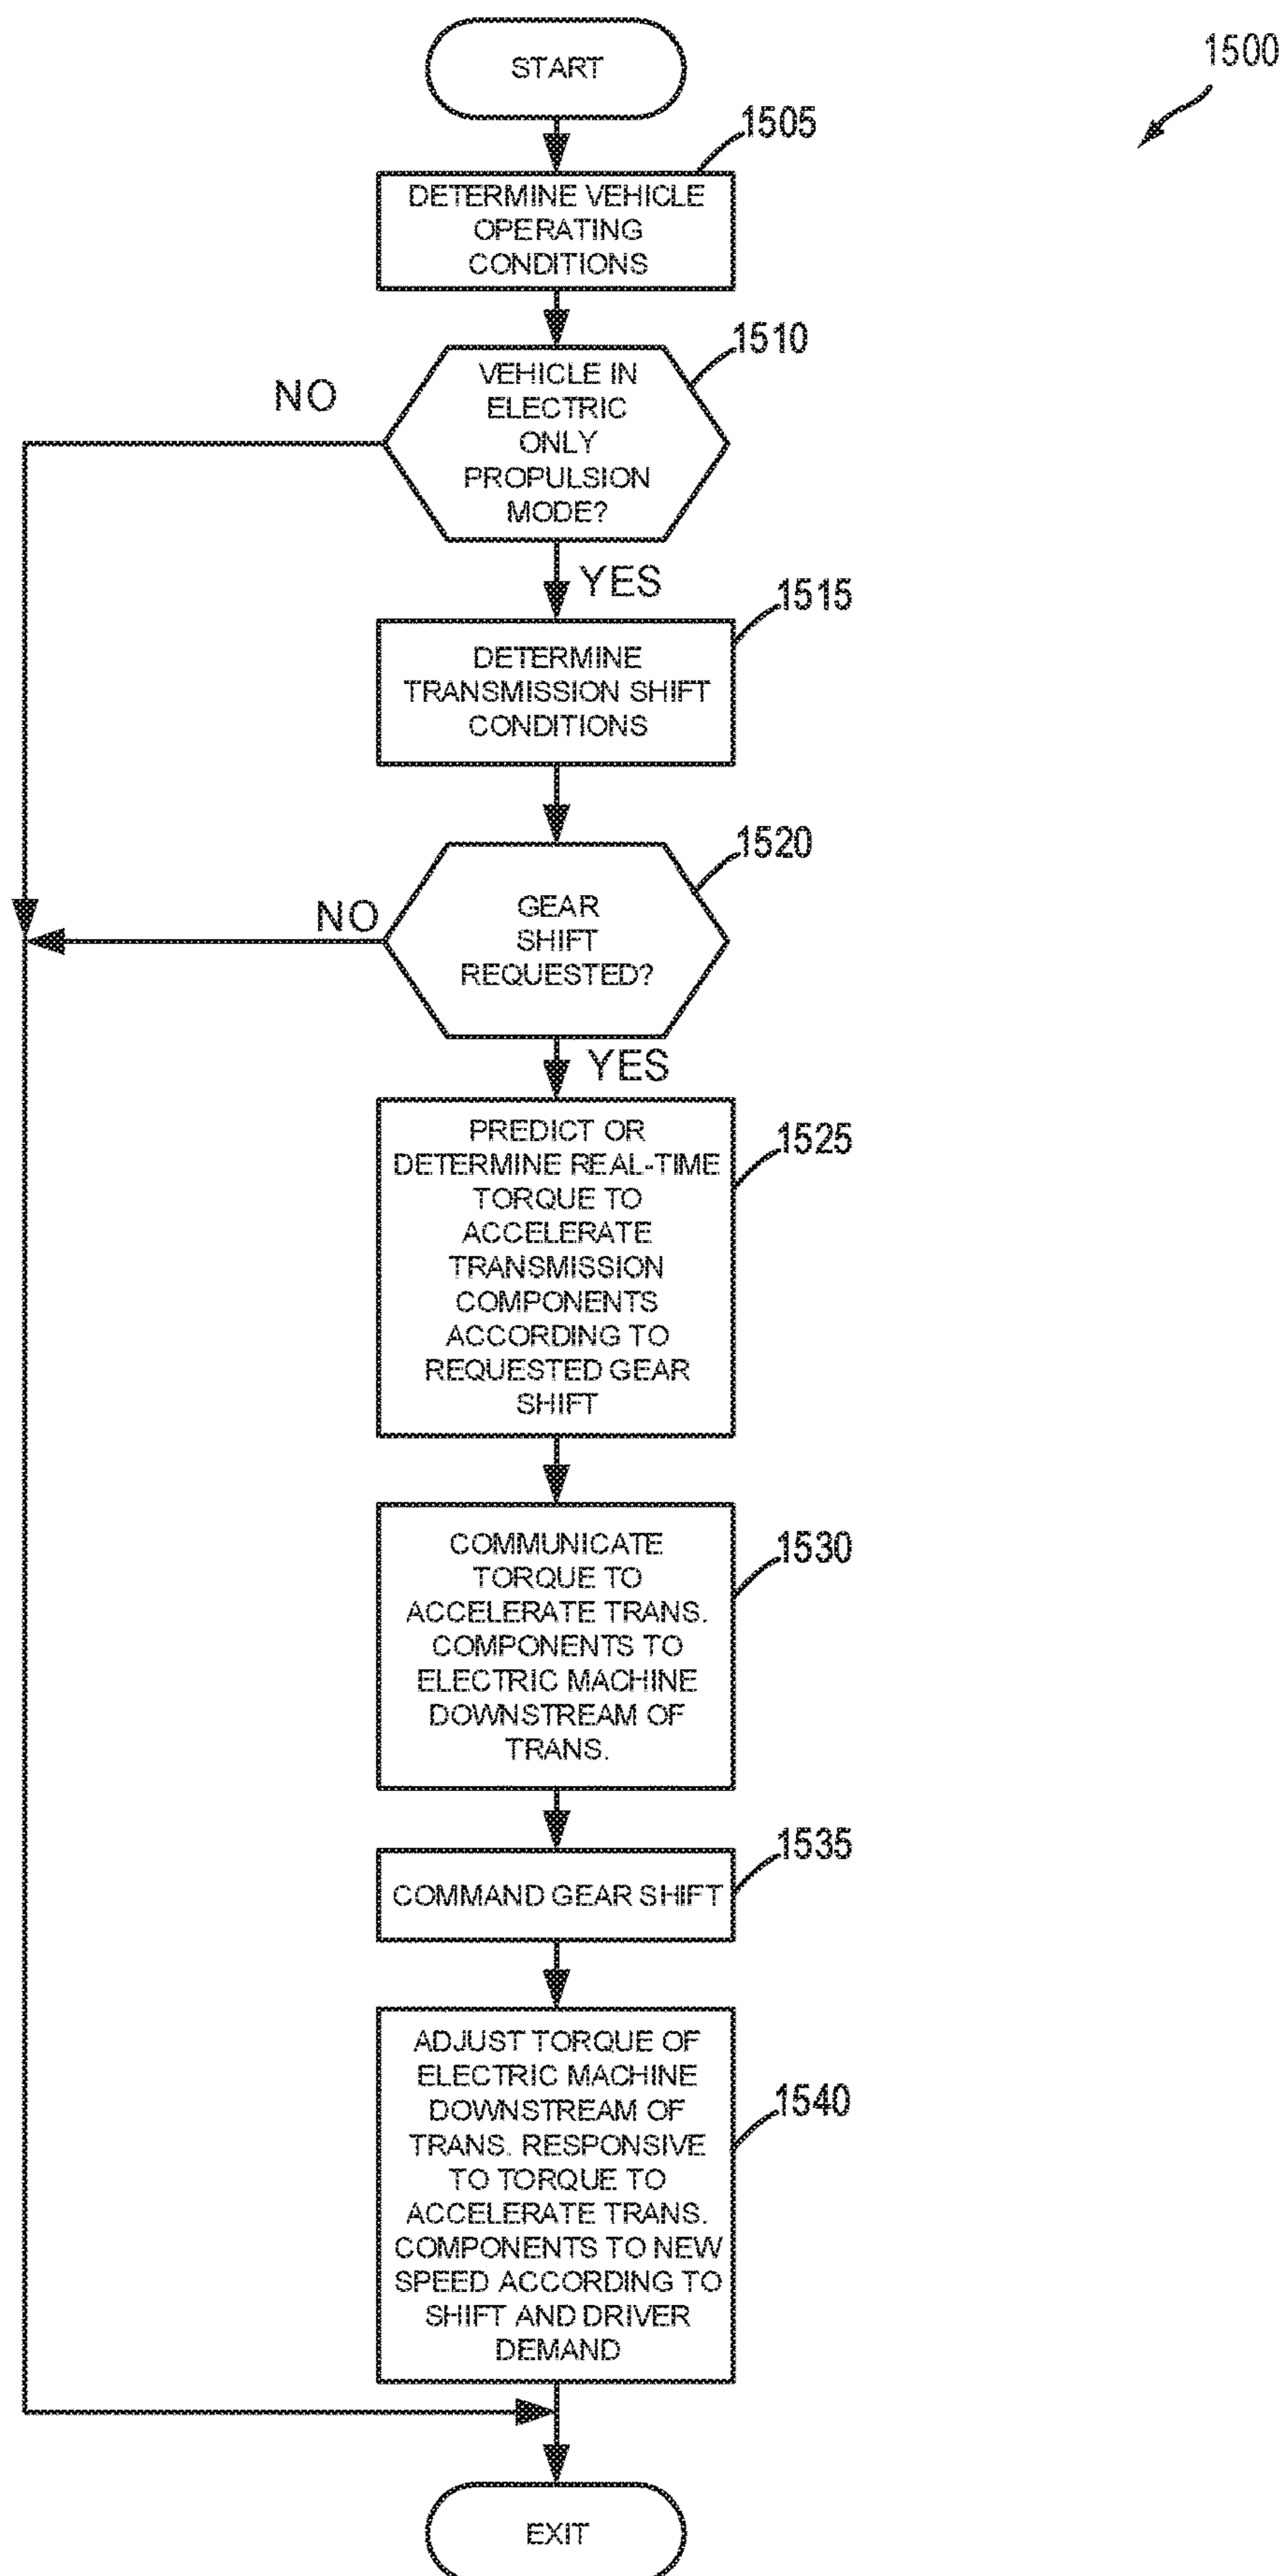 START
1500
1505
DETERMINE VEHICLE
OPERATING
CONDITIONS
1510
NO
VEHICLE IN
ELECTRIC
ONLY
PROPULSION
MODE?
YES
1515
DETERMINE
TRANSMISSION SHIFT
CONDITIONS
1520
NO
GEAR
SHIFT
REQUESTED?
YES
1525
PREDICT OR
DETERMINE REAL-TIME
TORQUE TO
ACCELERATE
TRANSMISSION
COMPONENTS
ACCORDING TO
REQUESTED GEAR
SHIFT
1530
COMMUNICATE
TORQUE TO
ACCELERATE TRANS.
COMPONENTS TO
ELECTRIC MACHINE
DOWNSTREAM OF
TRANS.
1535
COMMAND GEAR SHIFT
1540
ADJUST TORQUE OF
ELECTRIC MACHINE
DOWNSTREAM OF
TRANS. RESPONSIVE
TO TORQUE TO
ACCELERATE TRANS.
COMPONENTS TO NEW
SPEED ACCORDING TO
SHIFT AND DRIVER
DEMAND
EXIT